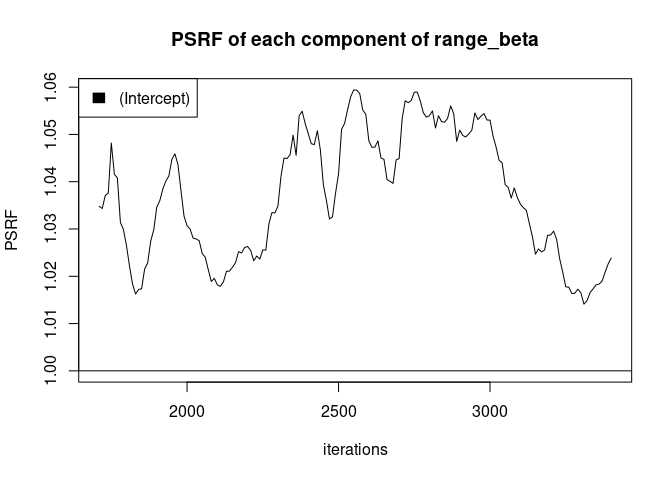 PSRF of each component of range_beta
(Intercept)
PSRF
1.06
1.05
1.04
1.03
1.02
1.01
1.00
2000 2500 3000
iterations